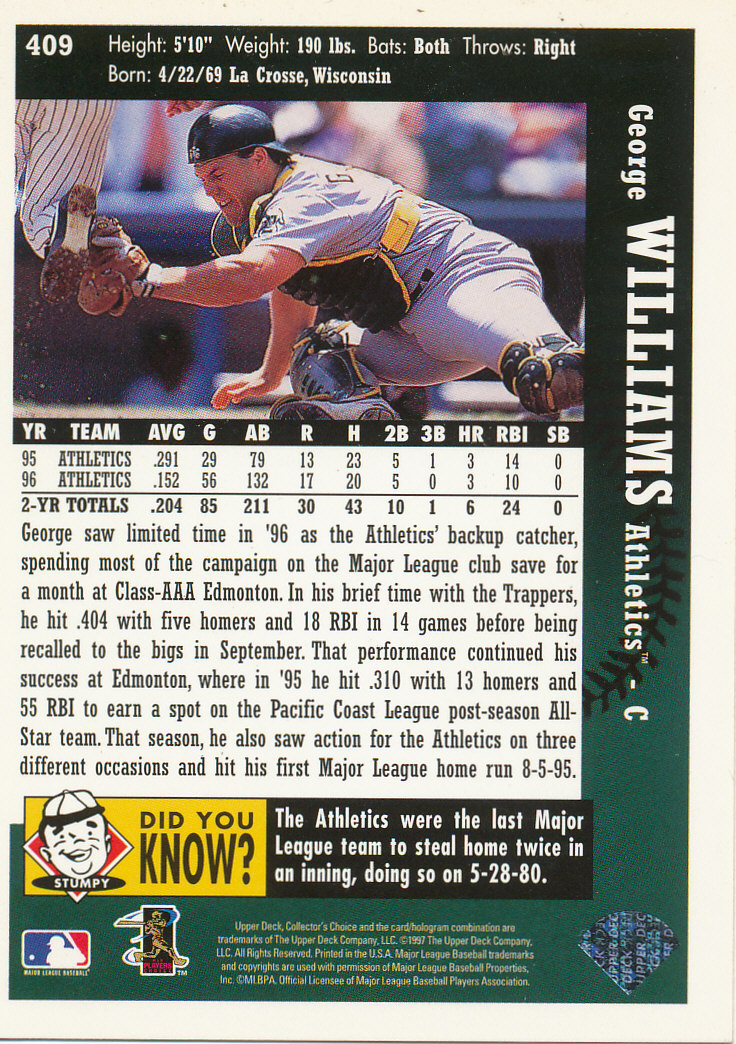 409
Height: 5'10" Weight: 190 lbs. Bats: Both Throws: Right
Born: 4/22/69 La Crosse, Wisconsin
George WILLIAMS Athletics™ - C
YR TEAM AVG G AB R H 2B 3B HR RBI SB
95 ATHLETICS .291 29 79 13 23 5 1 3 14 0
96 ATHLETICS .152 56 132 17 20 5 0 3 10 0
2-YR TOTALS .204 85 211 30 43 10 1 6 24 0
George saw limited time in '96 as the Athletics' backup catcher,
spending most of the campaign on the Major League club save for
a month at Class-AAA Edmonton. In his brief time with the Trappers,
he hit .404 with five homers and 18 RBI in 14 games before being
recalled to the bigs in September. That performance continued his
success at Edmonton, where in '95 he hit .310 with 13 homers and
55 RBI to earn a spot on the Pacific Coast League post-season All-
Star team. That season, he also saw action for the Athletics on three
different occasions and hit his first Major League home run 8-5-95.
STUMPY
DID YOU
KNOW?
The Athletics were the last Major
League team to steal home twice in
an inning, doing so on 5-28-80.
MAJOR LEAGUE BASEBALL
PLAYERS
TM
Upper Deck, Collector's Choice and the card/hologram combination are
trademarks of The Upper Deck Company, LLC. ©1997 The Upper Deck Company,
LLC. All Rights Reserved. Printed in the U.S.A. Major League Baseball trademarks
and copyrights are used with permission of Major League Baseball Properties,
Inc. ©MLBPA. Official Licensee of Major League Baseball Players Association.
UPPER DEC